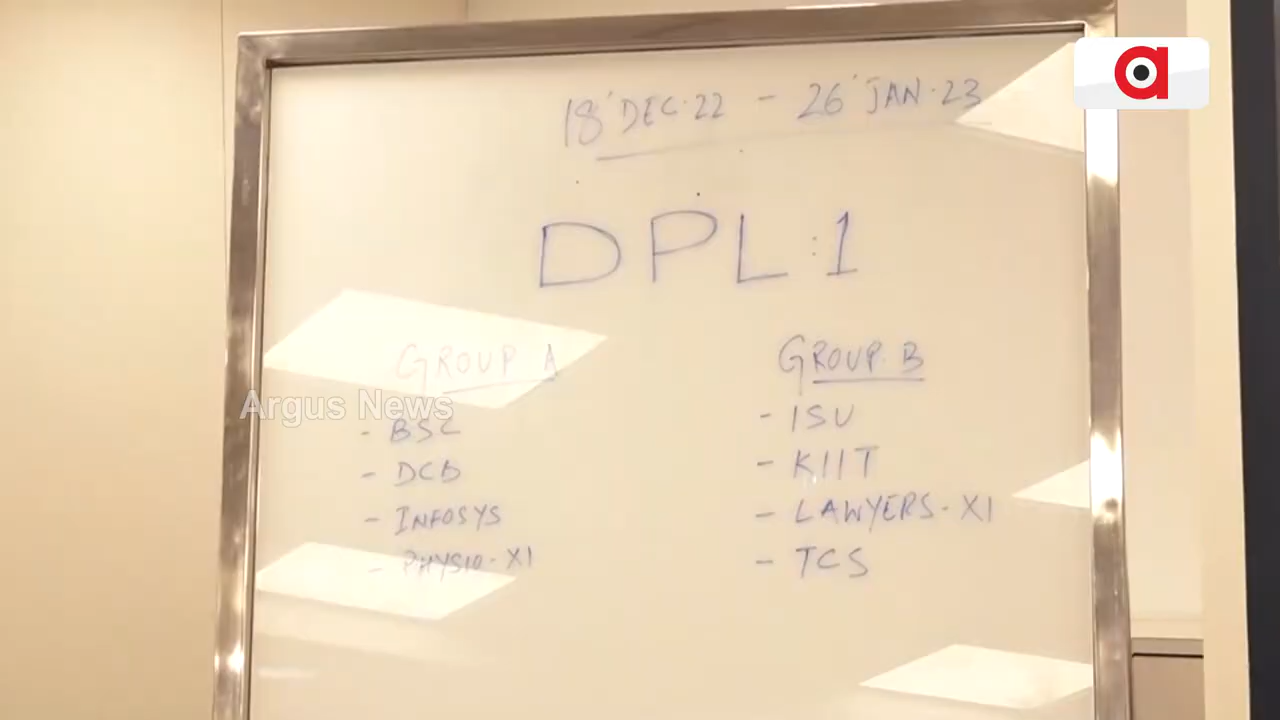 18' DEC.22 - 26' JAN.23
DPL:1
GROUP A
- BSC
- DCB
- INFOSYS
- PHYSIO-XI
GROUP.B
- ISU
- KIIT
- LAWYERS-XI
- TCS
Argus News
a